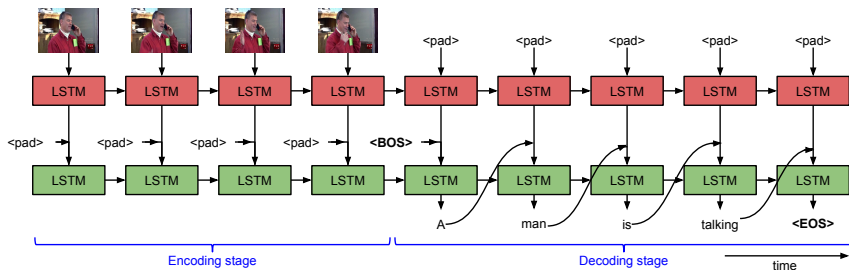 <pad> <pad> <pad> <pad> <pad>
LSTM LSTM LSTM LSTM LSTM LSTM LSTM LSTM LSTM
<pad> <pad> <pad> <pad> <BOS>
LSTM LSTM LSTM LSTM LSTM LSTM LSTM LSTM LSTM
A man is talking <EOS>
Encoding stage Decoding stage
time